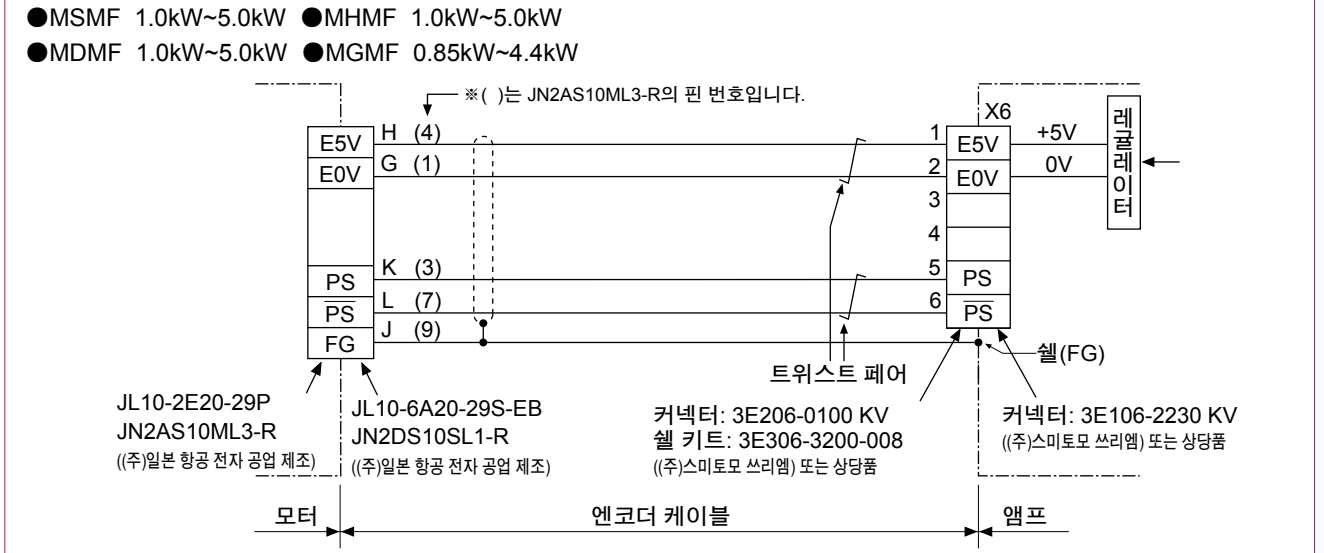 ●MSMF 1.0kW~5.0kW ●MHMF 1.0kW~5.0kW
●MDMF 1.0kW~5.0kW ●MGMF 0.85kW~4.4kW
※( )는 JN2AS10ML3-R의 핀 번호입니다.
X6
E5V H (4) 1 E5V +5V
E0V G (1) 2 E0V 0V
레귤레이터
3
4
PS K (3) 5 PS
P̅S̅ L (7) 6 P̅S̅
FG J (9)
쉘(FG)
트위스트 페어
JL10-2E20-29P
JN2AS10ML3-R
((주)일본 항공 전자 공업 제조)
JL10-6A20-29S-EB
JN2DS10SL1-R
((주)일본 항공 전자 공업 제조)
커넥터: 3E206-0100 KV
쉘 키트: 3E306-3200-008
((주)스미토모 쓰리엠) 또는 상당품
커넥터: 3E106-2230 KV
((주)스미토모 쓰리엠) 또는 상당품
모터 엔코더 케이블 앰프